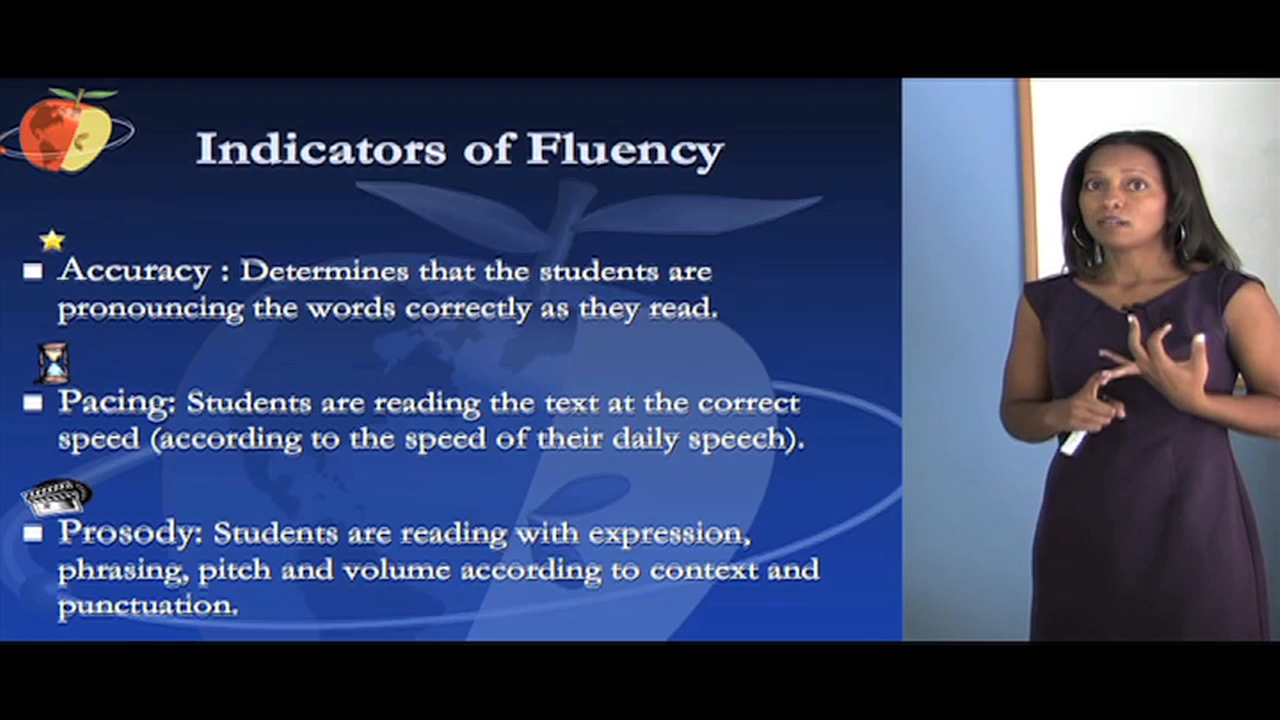 Indicators of Fluency
Accuracy : Determines that the students are
pronouncing the words correctly as they read.
Pacing: Students are reading the text at the correct
speed (according to the speed of their daily speech).
Prosody: Students are reading with expression,
phrasing, pitch and volume according to context and
punctuation.